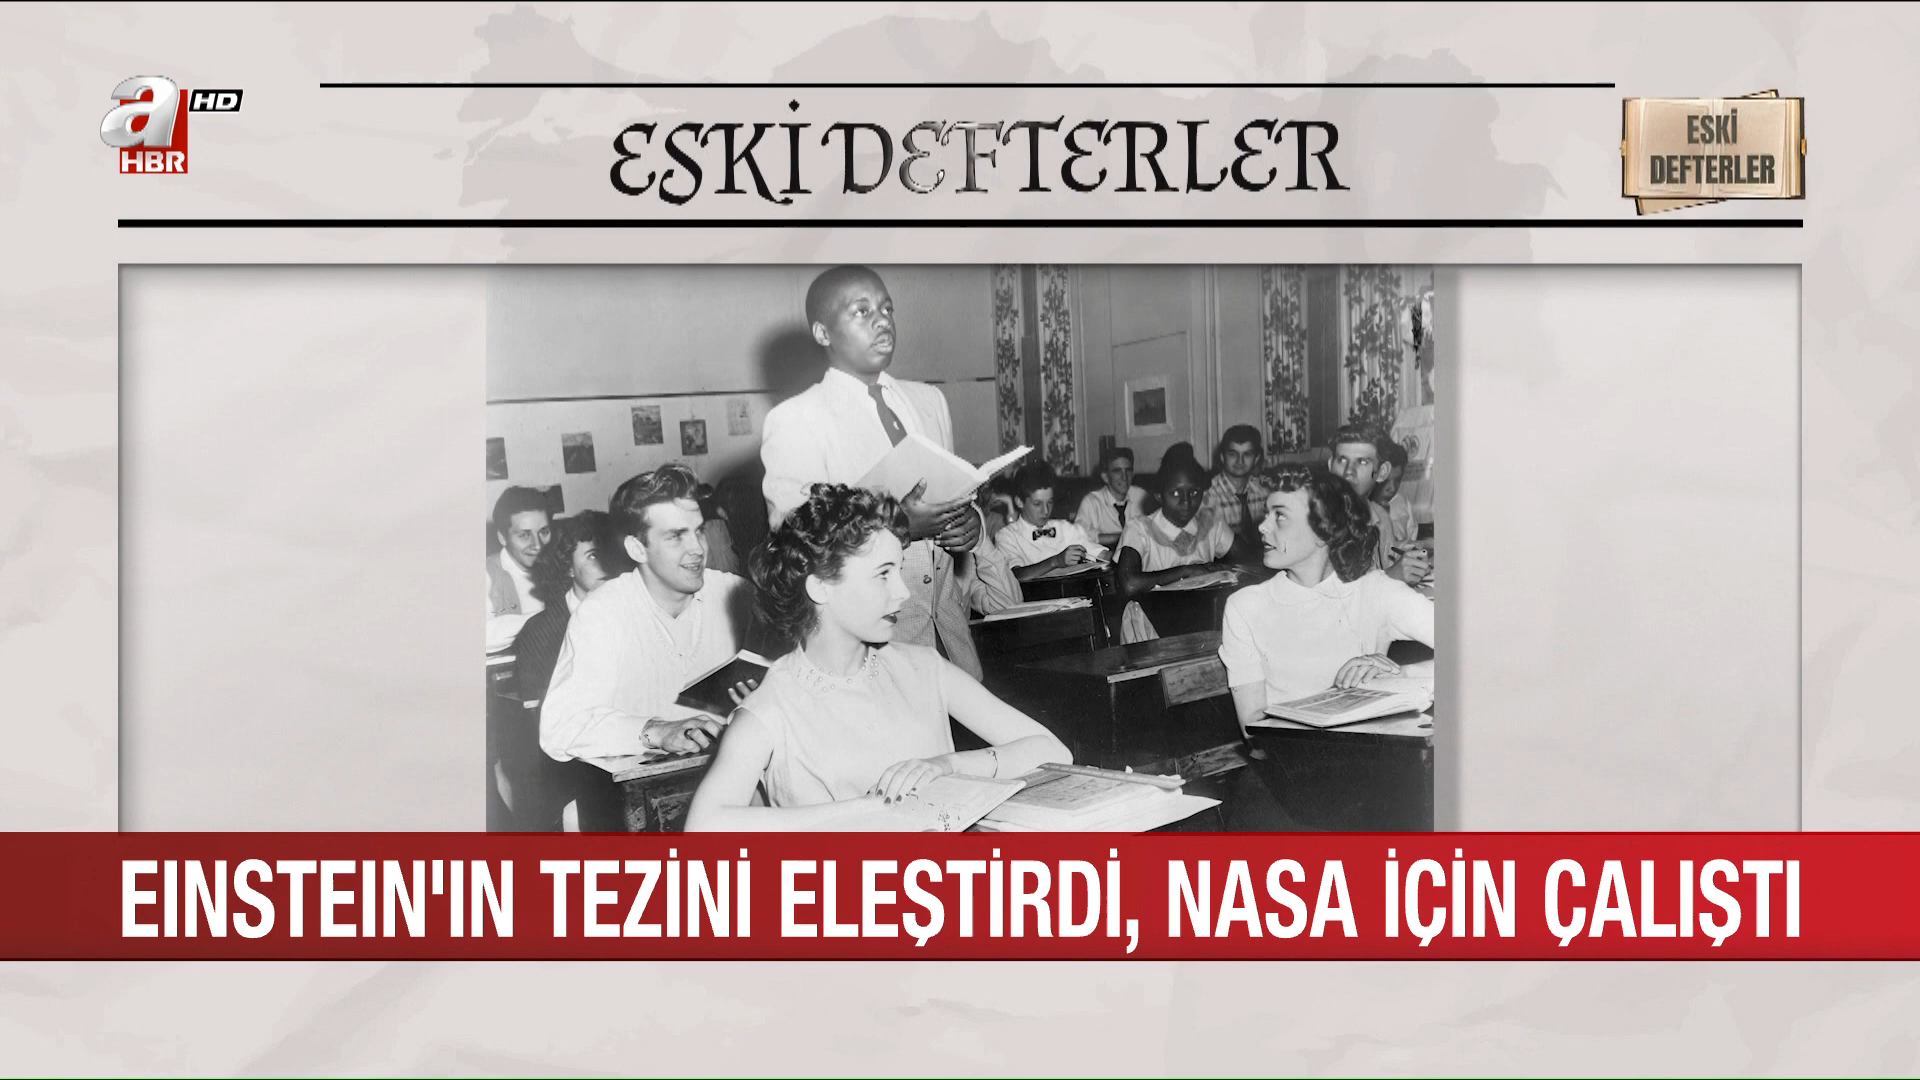 a HD
HBR
ESKİ DEFTERLER
ESKİ
DEFTERLER
EINSTEIN'IN TEZİNİ ELEŞTİRDİ, NASA İÇİN ÇALIŞTI